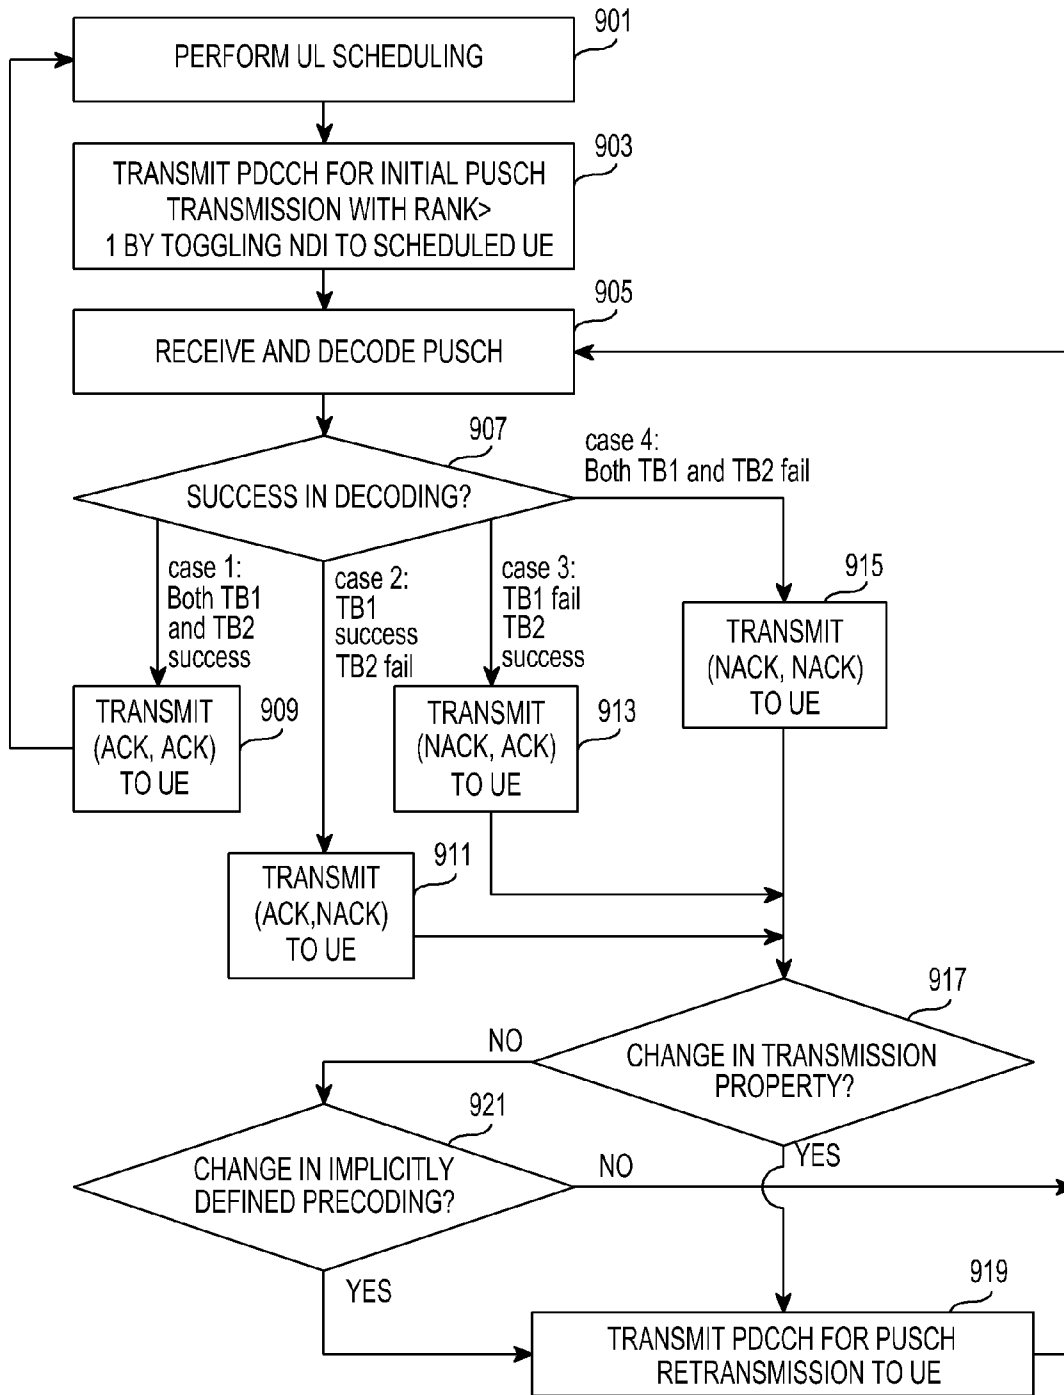 901
PERFORM UL SCHEDULING
903
TRANSMIT PDCCH FOR INITIAL PUSCH
TRANSMISSION WITH RANK>
1 BY TOGGLING NDI TO SCHEDULED UE
905
RECEIVE AND DECODE PUSCH
907
SUCCESS IN DECODING?
case 4:
Both TB1 and TB2 fail
case 1:
Both TB1
and TB2
success
case 2:
TB1
success
TB2 fail
case 3:
TB1 fail
TB2
success
915
TRANSMIT
(NACK, NACK)
TO UE
909
TRANSMIT
(ACK, ACK)
TO UE
913
TRANSMIT
(NACK, ACK)
TO UE
911
TRANSMIT
(ACK,NACK)
TO UE
917
CHANGE IN TRANSMISSION
PROPERTY?
NO
YES
921
CHANGE IN IMPLICITLY
DEFINED PRECODING?
NO
YES
919
TRANSMIT PDCCH FOR PUSCH
RETRANSMISSION TO UE